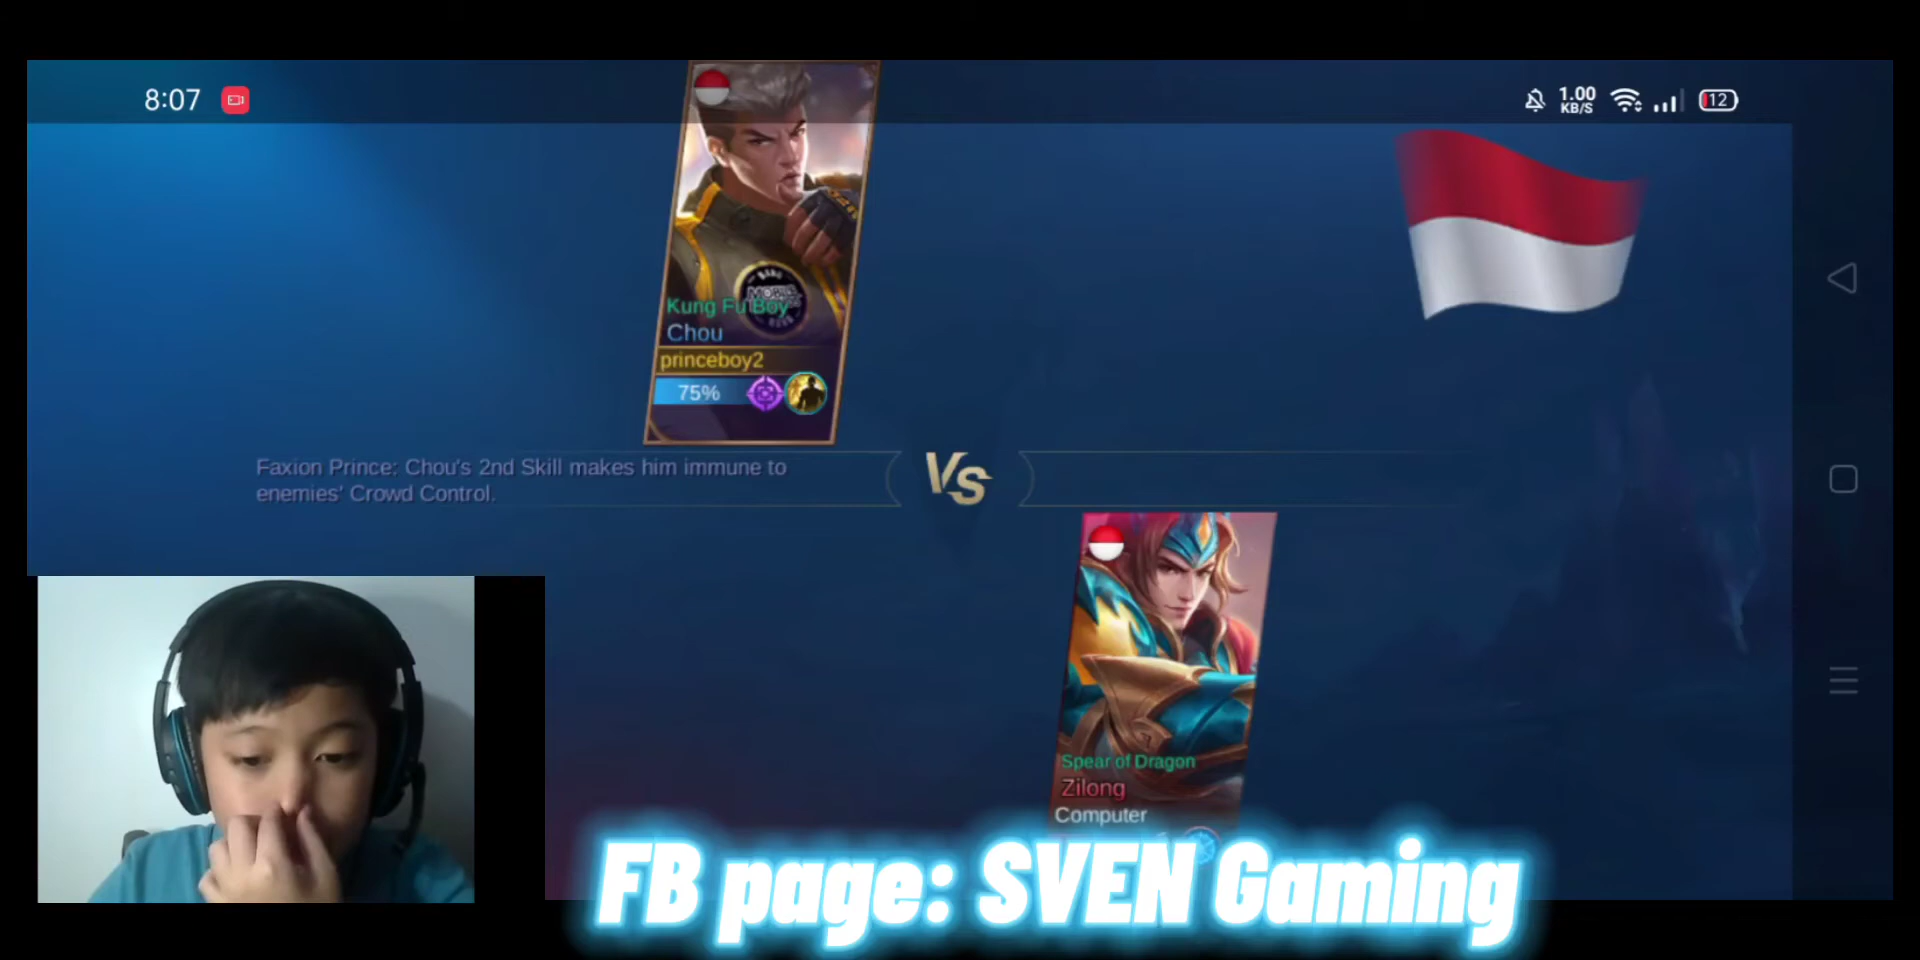 8:07
1.00
KB/S
12
Kung Fu Boy
Chou
princeboy2
75%
Faxion Prince: Chou's 2nd Skill makes him immune to
enemies' Crowd Control.
Vs
Spear of Dragon
Zilong
Computer
FB page: SVEN Gaming